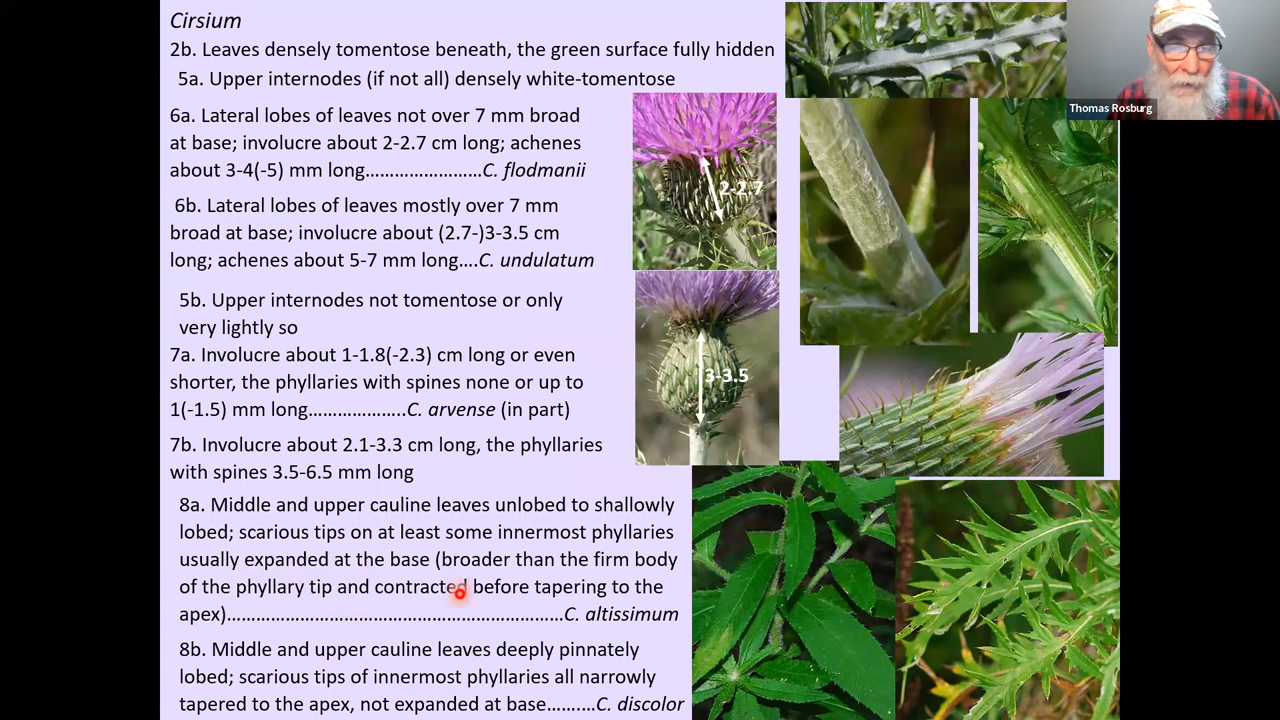 Cirsium
2b. Leaves densely tomentose beneath, the green surface fully hidden
5a. Upper internodes (if not all) densely white-tomentose
6a. Lateral lobes of leaves not over 7 mm broad
at base; involucre about 2-2.7 cm long; achenes
about 3-4(-5) mm long……………………C. flodmanii
6b. Lateral lobes of leaves mostly over 7 mm
broad at base; involucre about (2.7-)3-3.5 cm
long; achenes about 5-7 mm long….C. undulatum
5b. Upper internodes not tomentose or only
very lightly so
7a. Involucre about 1-1.8(-2.3) cm long or even
shorter, the phyllaries with spines none or up to
1(-1.5) mm long………………..C. arvense (in part)
7b. Involucre about 2.1-3.3 cm long, the phyllaries
with spines 3.5-6.5 mm long
8a. Middle and upper cauline leaves unlobed to shallowly
lobed; scarious tips on at least some innermost phyllaries
usually expanded at the base (broader than the firm body
of the phyllary tip and contracted before tapering to the
apex)……………………………………………………………C. altissimum
8b. Middle and upper cauline leaves deeply pinnately
lobed; scarious tips of innermost phyllaries all narrowly
tapered to the apex, not expanded at base…….…C. discolor
2-2.7
3-3.5
Thomas Rosburg